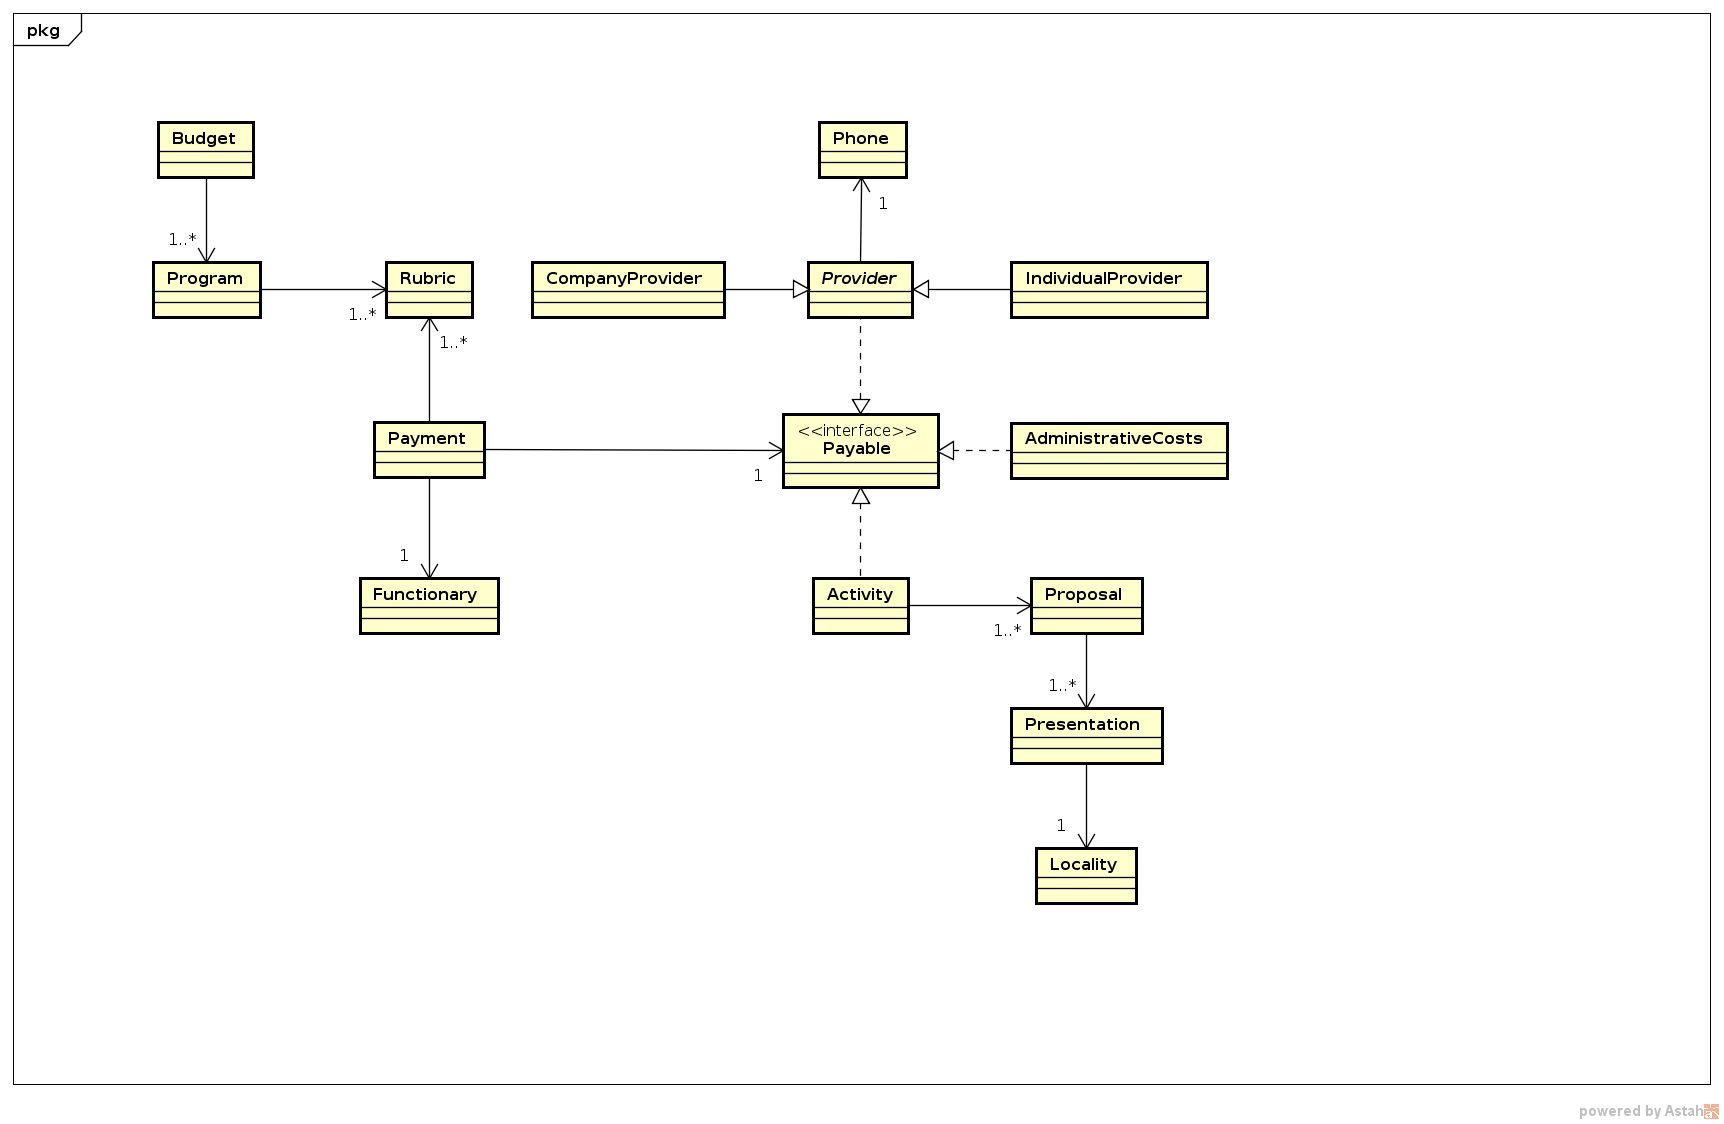 pkg
Budget
Phone
1
1..*
Program
Rubric
CompanyProvider
Provider
IndividualProvider
1..*
1..*
Payment
<<interface>>
Payable
AdministrativeCosts
1
1
Functionary
Activity
Proposal
1..*
1..*
Presentation
1
Locality
powered by Astah